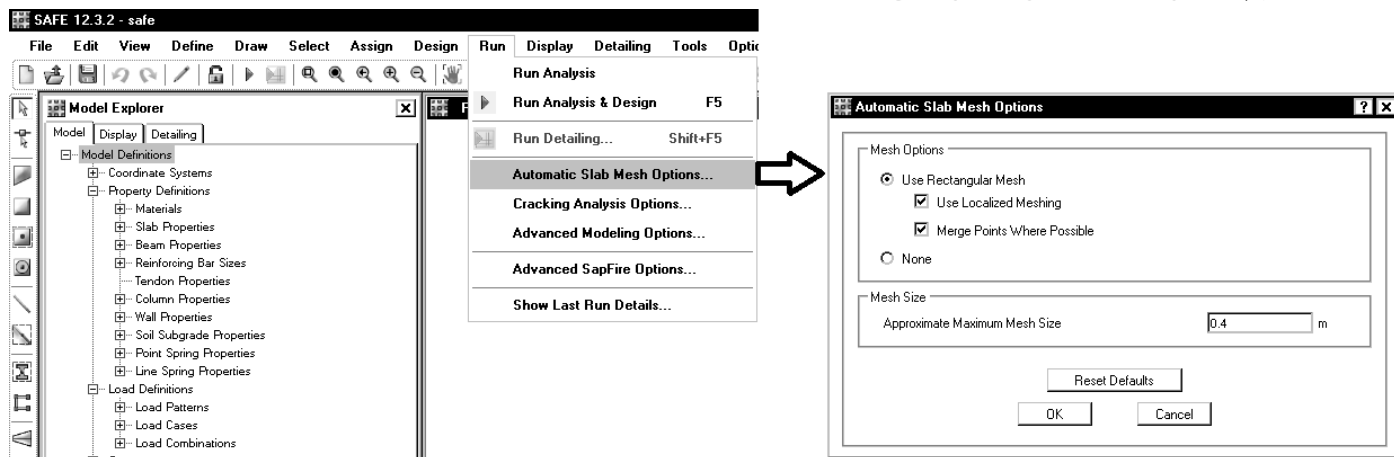 SAFE 12.3.2 - safe
File Edit View Define Draw Select Assign Design Run Display Detailing Tools
Run Analysis
Run Analysis & Design F5
Run Detailing... Shift+F5
Automatic Slab Mesh Options...
Cracking Analysis Options...
Advanced Modeling Options...
Advanced SapFire Options...
Show Last Run Details...
Model Explorer
Model Display Detailing
Model Definitions
Coordinate Systems
Property Definitions
Materials
Slab Properties
Beam Properties
Reinforcing Bar Sizes
Tendon Properties
Column Properties
Wall Properties
Soil Subgrade Properties
Point Spring Properties
Line Spring Properties
Load Definitions
Load Patterns
Load Cases
Load Combinations
Automatic Slab Mesh Options
Mesh Options
Use Rectangular Mesh
Use Localized Meshing
Merge Points Where Possible
None
Mesh Size
Approximate Maximum Mesh Size 0.4 m
Reset Defaults
OK Cancel